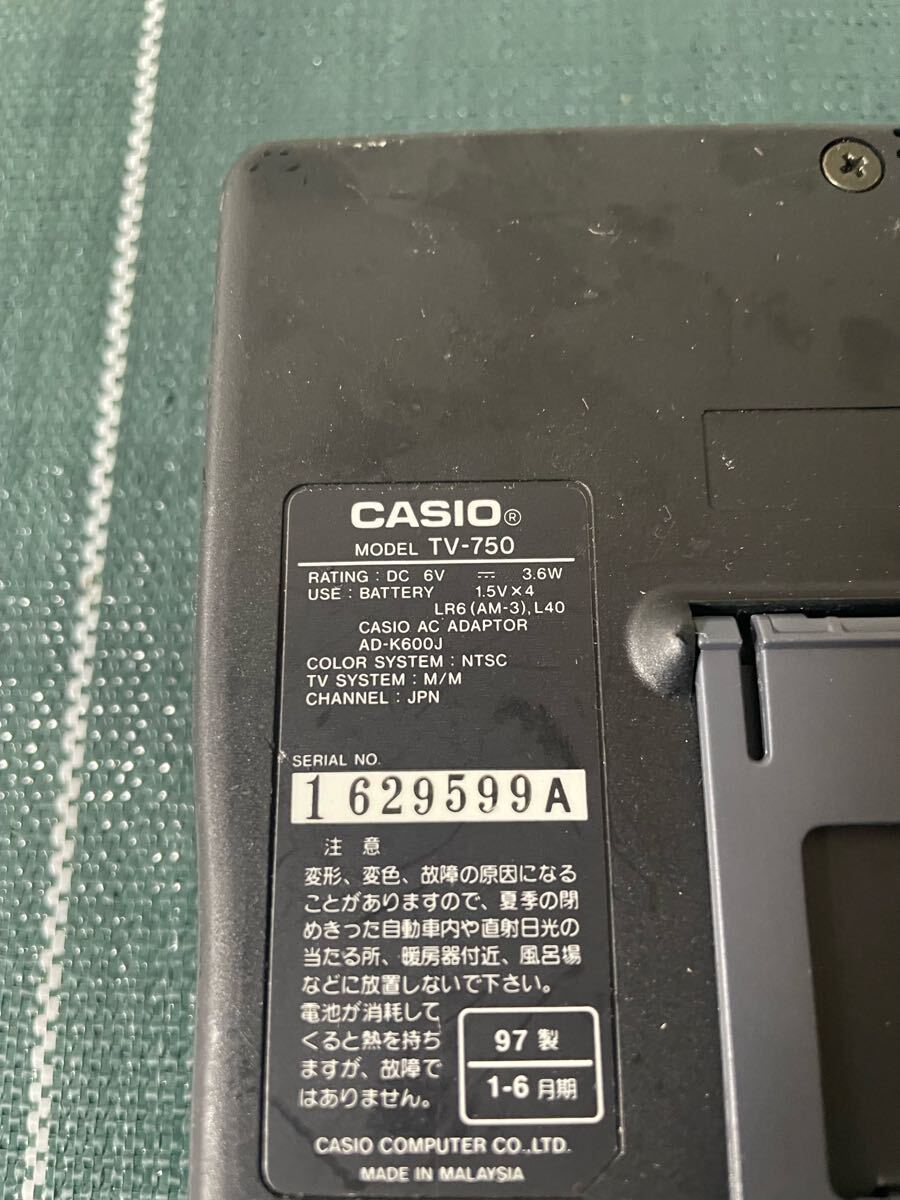 CASIO®
MODEL TV-750
RATING : DC 6V ⎓ 3.6W
USE : BATTERY 1.5V×4
LR6 (AM-3), L40
CASIO AC ADAPTOR
AD-K600J
COLOR SYSTEM : NTSC
TV SYSTEM : M/M
CHANNEL : JPN
SERIAL NO.
1 629599A
注 意
変形、変色、故障の原因になる
ことがありますので、夏季の閉
めきった自動車内や直射日光の
当たる所、暖房器付近、風呂場
などに放置しないで下さい。
電池が消耗して
くると熱を持ち
ますが、故障で
はありません。
97 製
1-6 月期
CASIO COMPUTER CO.,LTD.
MADE IN MALAYSIA